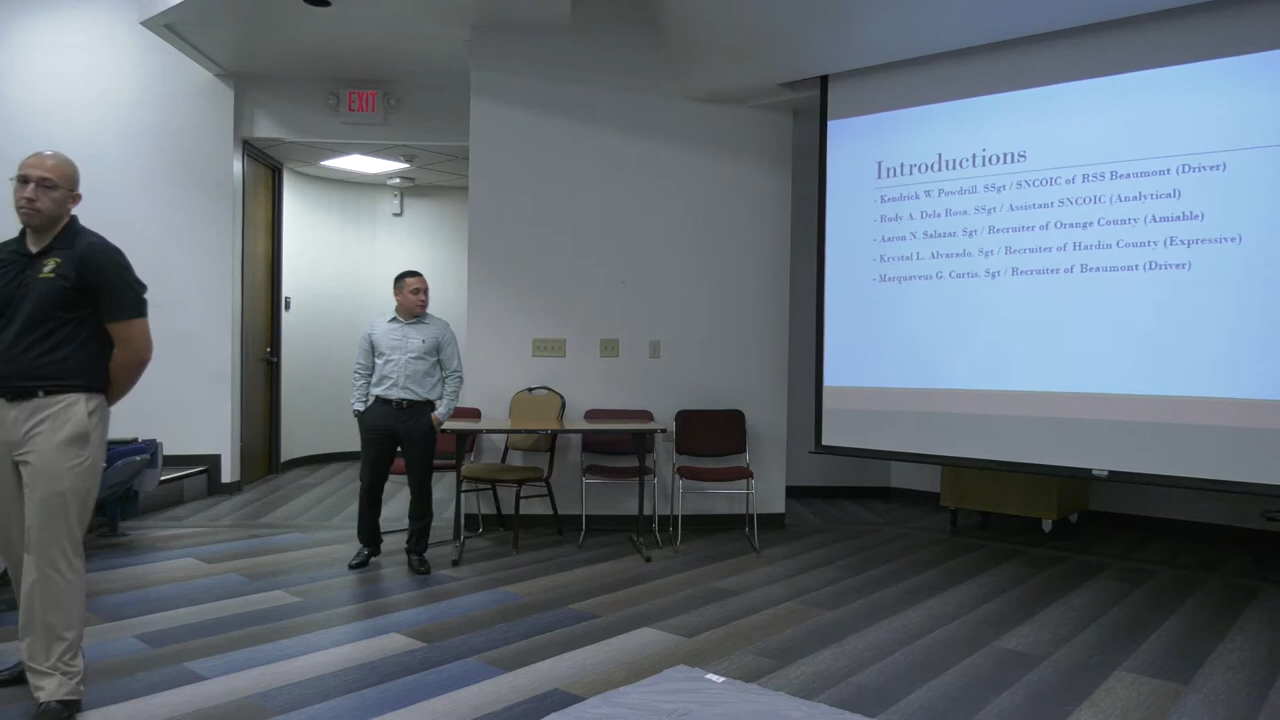 EXIT
Introductions
- Kendrick W. Powdrill, SSgt / SNCOIC of RSS Beaumont (Driver)
- Rudy A. Dela Rosa, SSgt / Assistant SNCOIC (Analytical)
- Aaron N. Salazar, Sgt / Recruiter of Orange County (Amiable)
- Krystal L. Alvarado, Sgt / Recruiter of Hardin County (Expressive)
- Marquaveus G. Curtis, Sgt / Recruiter of Beaumont (Driver)